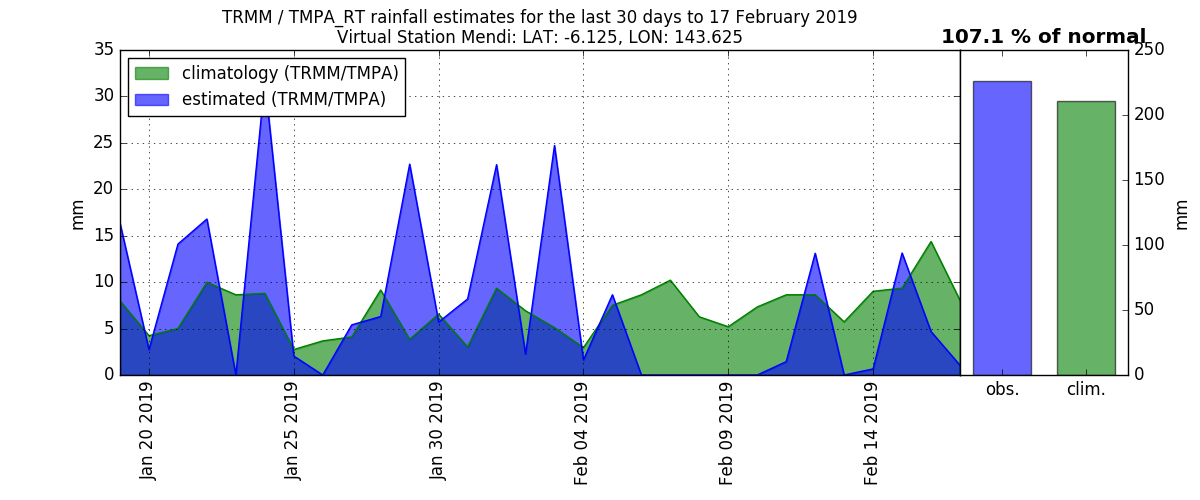 TRMM / TMPA_RT rainfall estimates for the last 30 days to 17 February 2019
Virtual Station Mendi: LAT: -6.125, LON: 143.625
107.1 % of normal
climatology (TRMM/TMPA)
estimated (TRMM/TMPA)
35
30
25
20
15
10
5
0
mm
Jan 20 2019
Jan 25 2019
Jan 30 2019
Feb 04 2019
Feb 09 2019
Feb 14 2019
250
200
150
100
50
0
mm
obs.
clim.